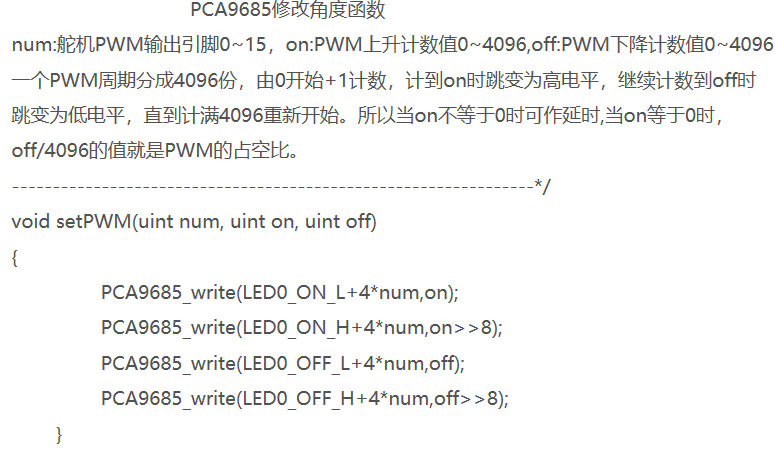 PCA9685修改角度函数
num:舵机PWM输出引脚0~15，on:PWM上升计数值0~4096,off:PWM下降计数值0~4096
一个PWM周期分成4096份，由0开始+1计数，计到on时跳变为高电平，继续计数到off时
跳变为低电平，直到计满4096重新开始。所以当on不等于0时可作延时,当on等于0时，
off/4096的值就是PWM的占空比。
----------------------------------------------------------------*/
void setPWM(uint num, uint on, uint off)
{
PCA9685_write(LED0_ON_L+4*num,on);
PCA9685_write(LED0_ON_H+4*num,on>>8);
PCA9685_write(LED0_OFF_L+4*num,off);
PCA9685_write(LED0_OFF_H+4*num,off>>8);
}